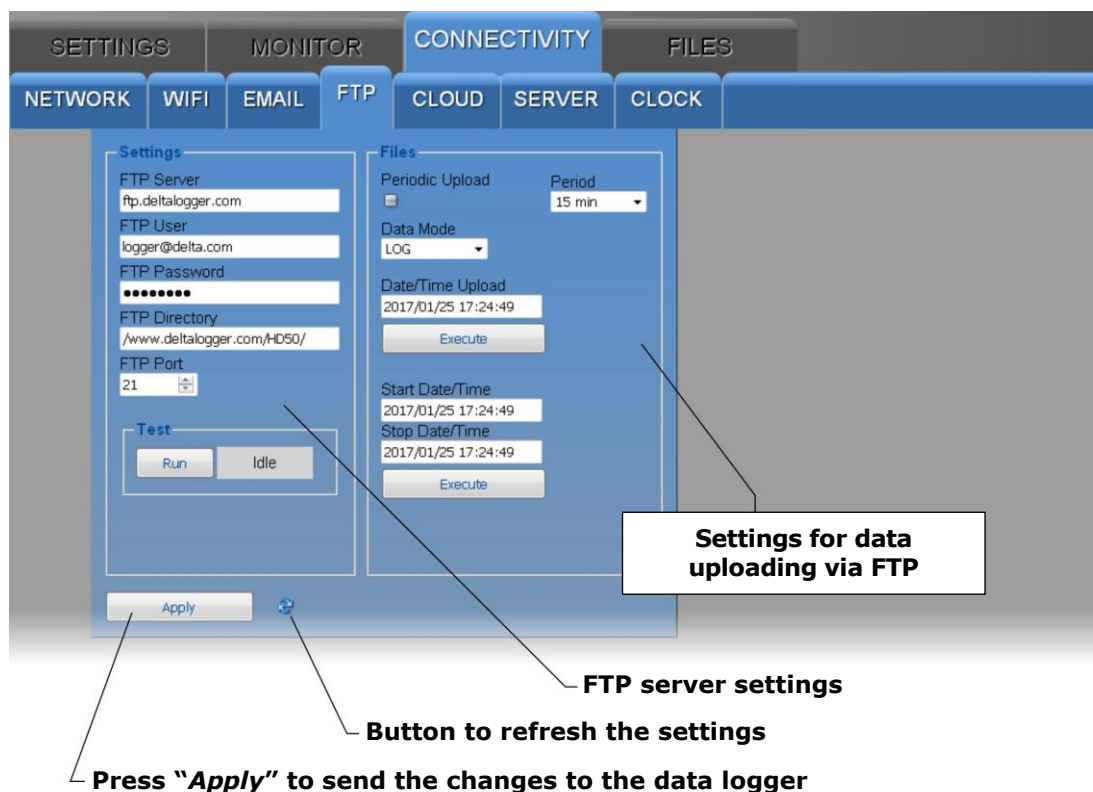 SETTINGS MONITOR CONNECTIVITY FILES
NETWORK WIFI EMAIL FTP CLOUD SERVER CLOCK
Settings
FTP Server
ftp.deltalogger.com
FTP User
logger@delta.com
FTP Password
●●●●●●●●
FTP Directory
/www.deltalogger.com/HD50/
FTP Port
21
Test
Run Idle
Files
Periodic Upload Period
15 min
Data Mode
LOG
Date/Time Upload
2017/01/25 17:24:49
Execute
Start Date/Time
2017/01/25 17:24:49
Stop Date/Time
2017/01/25 17:24:49
Execute
Settings for data
uploading via FTP
Apply
FTP server settings
Button to refresh the settings
Press “Apply” to send the changes to the data logger